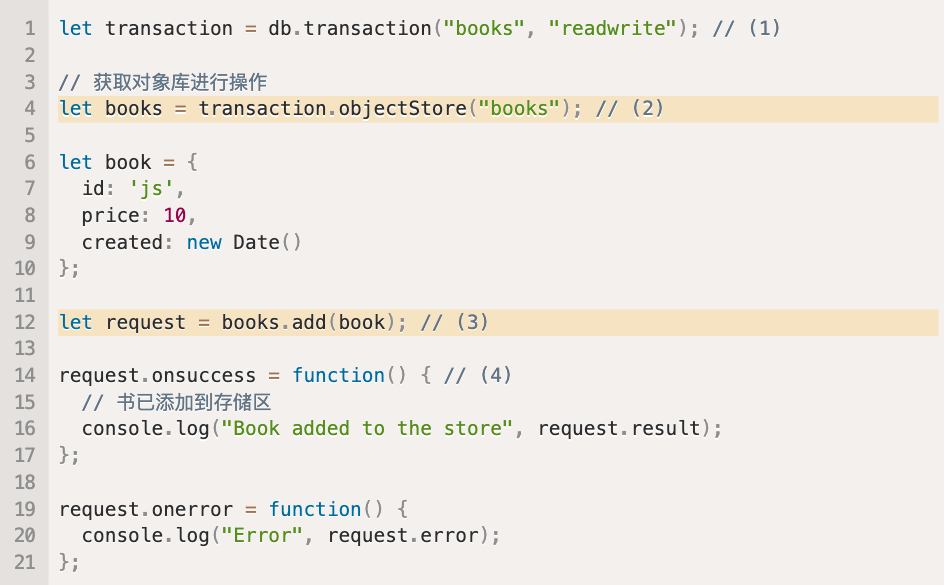 1 let transaction = db.transaction("books", "readwrite"); // (1)
2
3 // 获取对象库进行操作
4 let books = transaction.objectStore("books"); // (2)
5
6 let book = {
7   id: 'js',
8   price: 10,
9   created: new Date()
10 };
11
12 let request = books.add(book); // (3)
13
14 request.onsuccess = function() { // (4)
15   // 书已添加到存储区
16   console.log("Book added to the store", request.result);
17 };
18
19 request.onerror = function() {
20   console.log("Error", request.error);
21 };